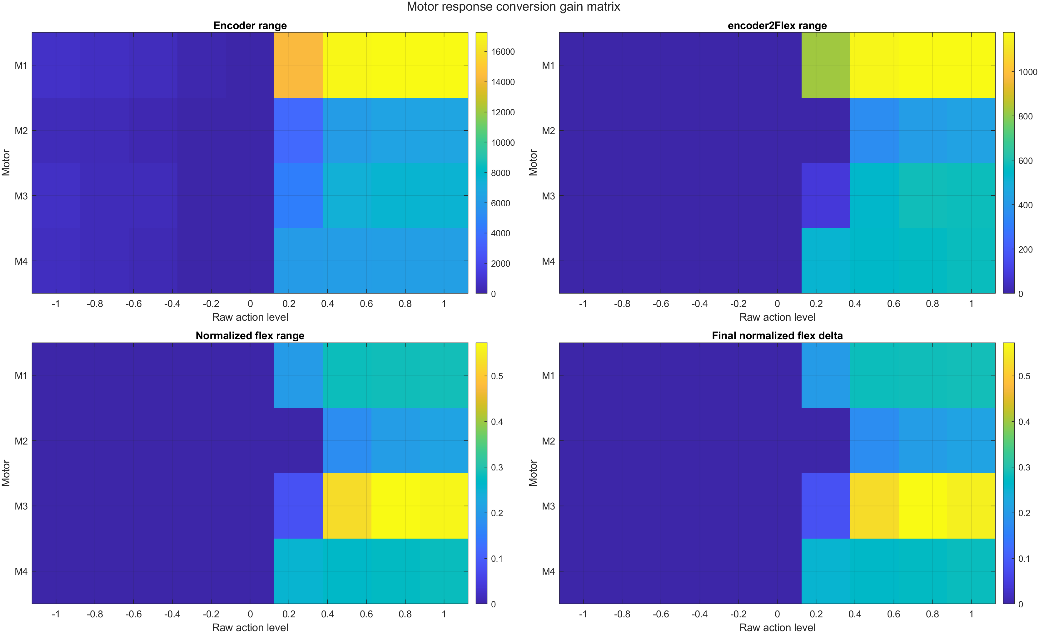 Motor response conversion gain matrix
Encoder range
M1
M2
M3
M4
Motor
-1 -0.8 -0.6 -0.4 -0.2 0 0.2 0.4 0.6 0.8 1
Raw action level
16000
14000
12000
10000
8000
6000
4000
2000
0
encoder2Flex range
M1
M2
M3
M4
Motor
-1 -0.8 -0.6 -0.4 -0.2 0 0.2 0.4 0.6 0.8 1
Raw action level
1000
800
600
400
200
0
Normalized flex range
M1
M2
M3
M4
Motor
-1 -0.8 -0.6 -0.4 -0.2 0 0.2 0.4 0.6 0.8 1
Raw action level
0.5
0.4
0.3
0.2
0.1
0
Final normalized flex delta
M1
M2
M3
M4
Motor
-1 -0.8 -0.6 -0.4 -0.2 0 0.2 0.4 0.6 0.8 1
Raw action level
0.5
0.4
0.3
0.2
0.1
0